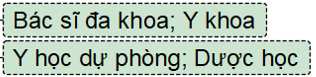 Bác sĩ đa khoa; Y khoa
Y học dự phòng; Dược học